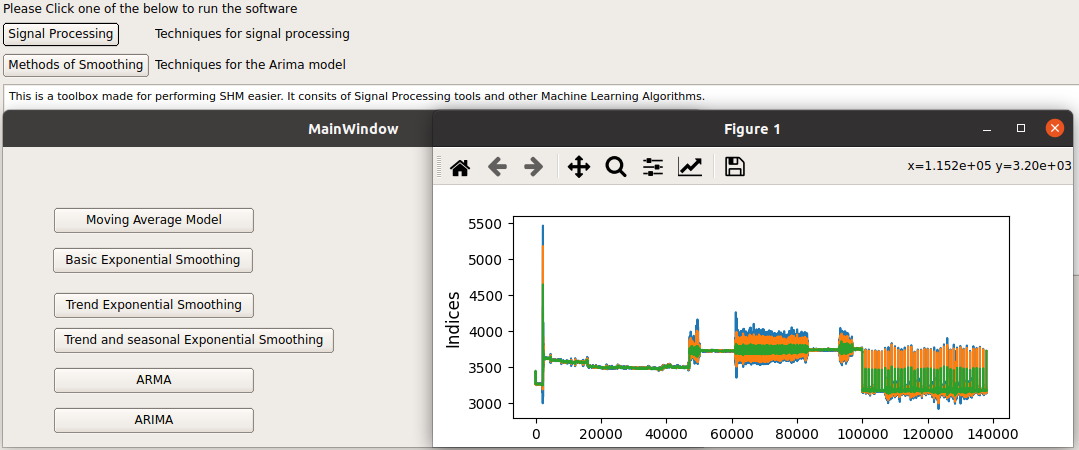 Please Click one of the below to run the software
Signal Processing Techniques for signal processing
Methods of Smoothing Techniques for the Arima model
This is a toolbox made for performing SHM easier. It consits of Signal Processing tools and other Machine Learning Algorithms.
MainWindow
Moving Average Model
Basic Exponential Smoothing
Trend Exponential Smoothing
Trend and seasonal Exponential Smoothing
ARMA
ARIMA
Figure 1
x=1.152e+05 y=3.20e+03
5500
5000
4500
4000
3500
3000
Indices
0 20000 40000 60000 80000 100000 120000 140000